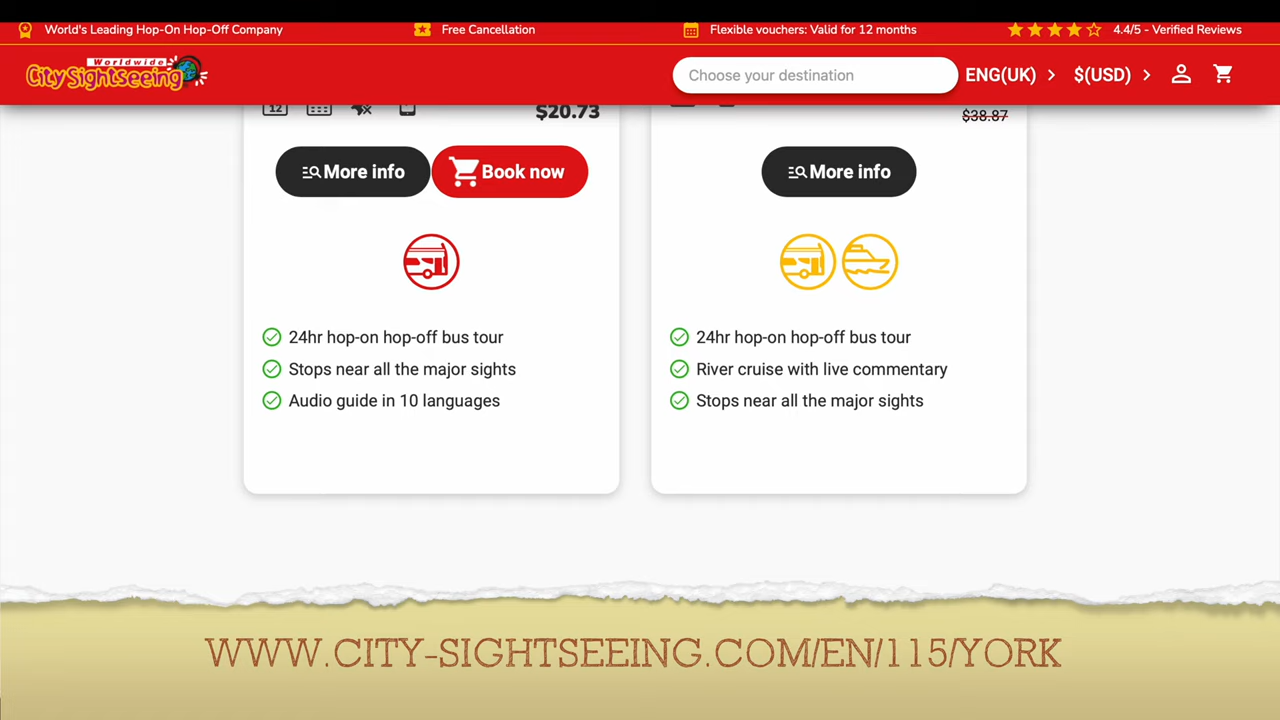 World's Leading Hop-On Hop-Off Company
Free Cancellation
Flexible vouchers: Valid for 12 months
4.4/5 - Verified Reviews
Worldwide
City Sightseeing
Choose your destination
ENG(UK)
$(USD)
12
$20.73
$38.87
More info
Book now
More info
24hr hop-on hop-off bus tour
Stops near all the major sights
Audio guide in 10 languages
24hr hop-on hop-off bus tour
River cruise with live commentary
Stops near all the major sights
WWW.CITY-SIGHTSEEING.COM/EN/115/YORK